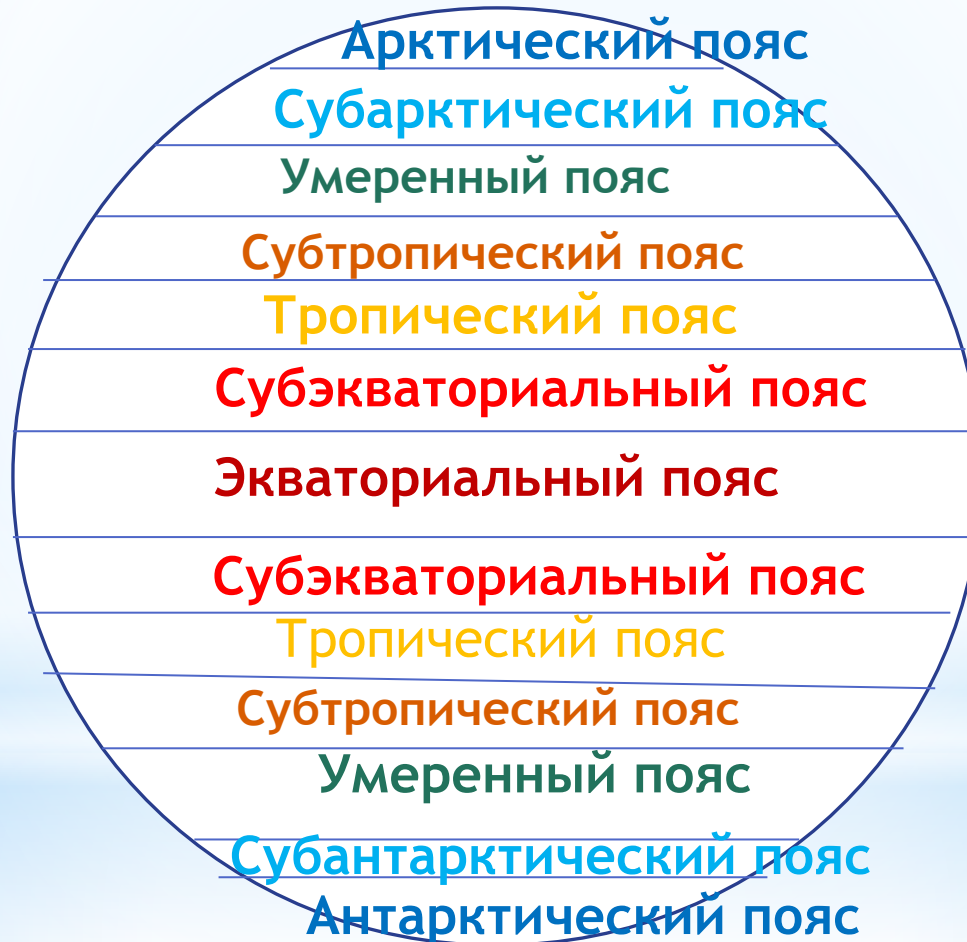 Арктический пояс
Субарктический пояс
Умеренный пояс
Субтропический пояс
Тропический пояс
Субэкваториальный пояс
Экваториальный пояс
Субэкваториальный пояс
Тропический пояс
Субтропический пояс
Умеренный пояс
Субантарктический пояс
Антарктический пояс